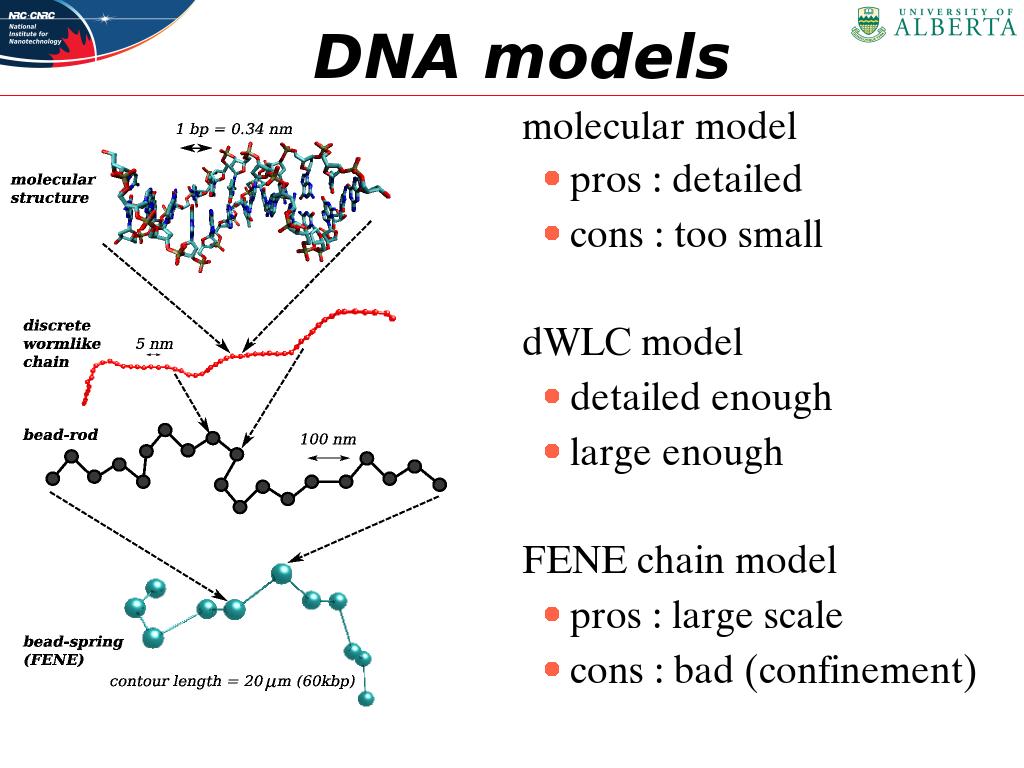 NRC·CNRC
National
Institute for
Nanotechnology
UNIVERSITY OF
ALBERTA
DNA models
1 bp = 0.34 nm
molecular
structure
discrete
wormlike
chain
5 nm
bead-rod
100 nm
bead-spring
(FENE)
contour length = 20 μm (60kbp)
molecular model
• pros : detailed
• cons : too small
dWLC model
• detailed enough
• large enough
FENE chain model
• pros : large scale
• cons : bad (confinement)